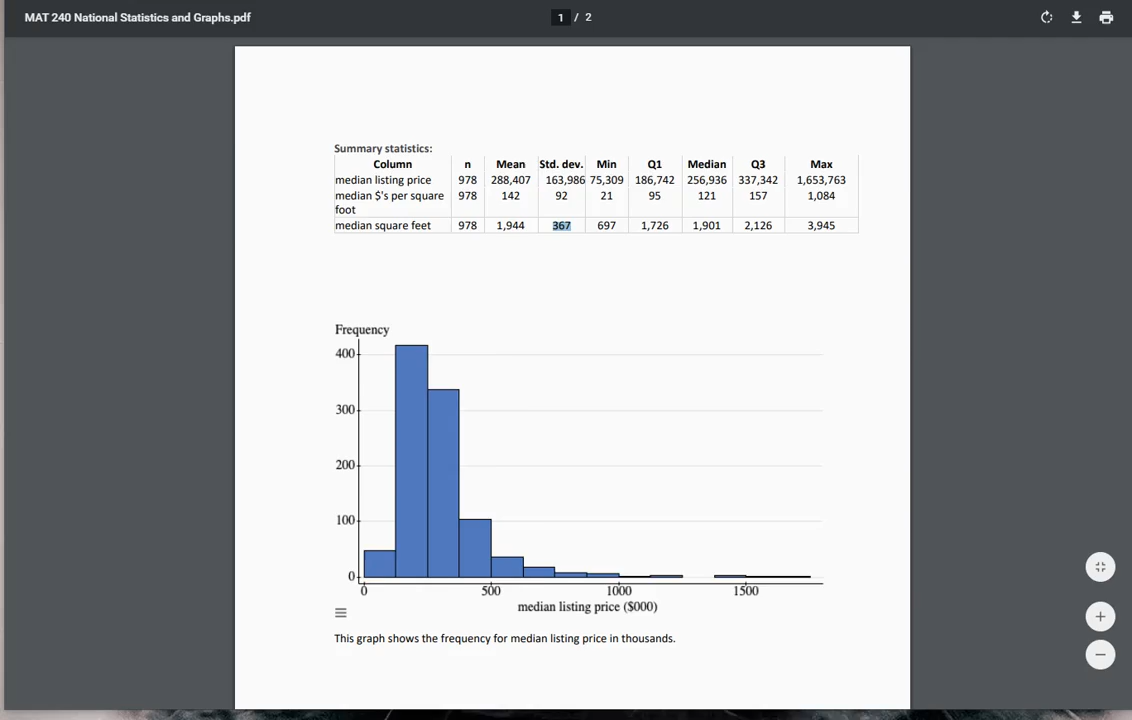 MAT 240 National Statistics and Graphs.pdf
1 / 2
Summary statistics:
Column n Mean Std. dev. Min Q1 Median Q3 Max
median listing price 978 288,407 163,986 75,309 186,742 256,936 337,342 1,653,763
median $'s per square 978 142 92 21 95 121 157 1,084
foot
median square feet 978 1,944 367 697 1,726 1,901 2,126 3,945
Frequency
400
300
200
100
0
0 500 1000 1500
median listing price ($000)
This graph shows the frequency for median listing price in thousands.